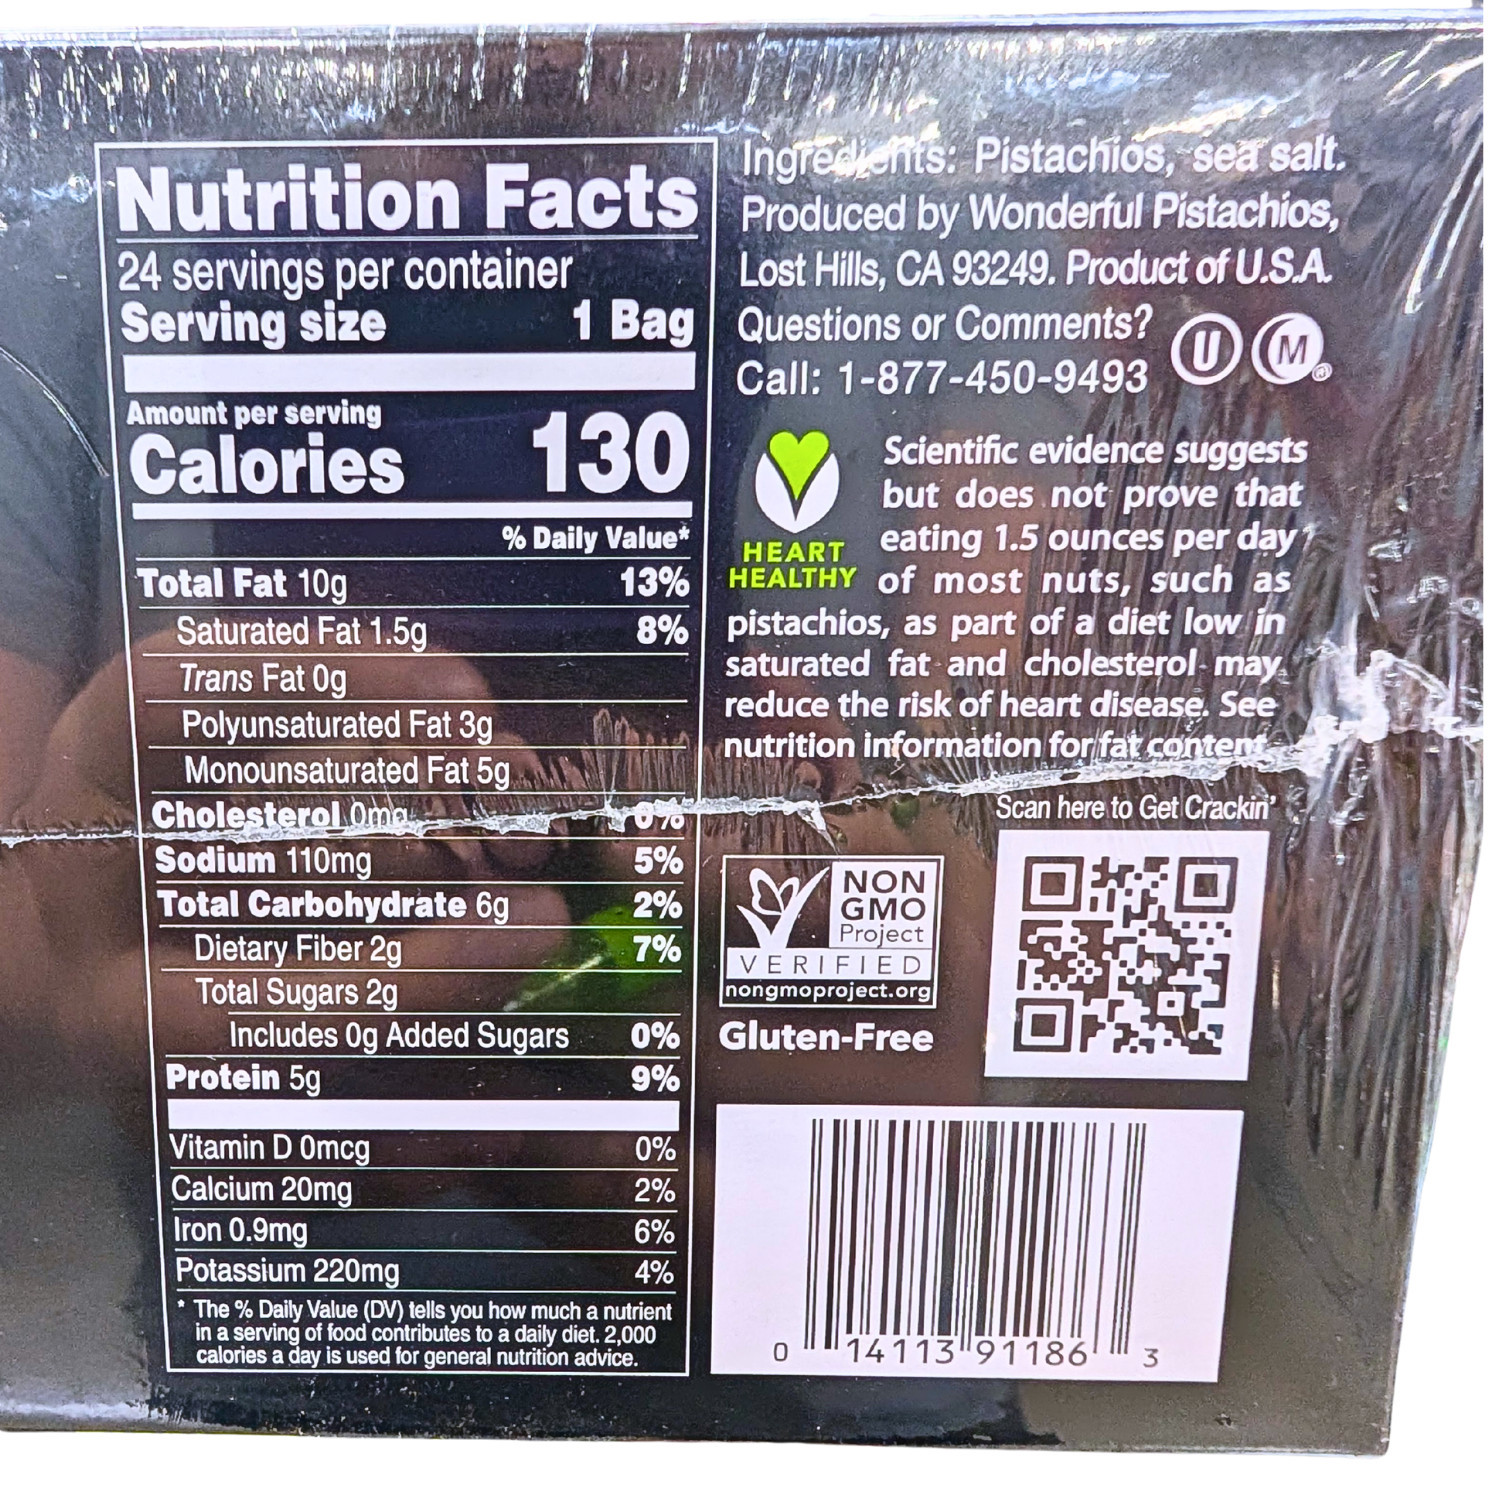 Nutrition Facts
24 servings per container
Serving size 1 Bag
Amount per serving
Calories 130
% Daily Value*
Total Fat 10g 13%
Saturated Fat 1.5g 8%
Trans Fat 0g
Polyunsaturated Fat 3g
Monounsaturated Fat 5g
Cholesterol 0mg 0%
Sodium 110mg 5%
Total Carbohydrate 6g 2%
Dietary Fiber 2g 7%
Total Sugars 2g
Includes 0g Added Sugars 0%
Protein 5g 9%
Vitamin D 0mcg 0%
Calcium 20mg 2%
Iron 0.9mg 6%
Potassium 220mg 4%
* The % Daily Value (DV) tells you how much a nutrient
in a serving of food contributes to a daily diet. 2,000
calories a day is used for general nutrition advice.
Ingredients: Pistachios, sea salt.
Produced by Wonderful Pistachios,
Lost Hills, CA 93249. Product of U.S.A.
Questions or Comments?
Call: 1-877-450-9493
U M ®
HEART
HEALTHY
Scientific evidence suggests
but does not prove that
eating 1.5 ounces per day
of most nuts, such as
pistachios, as part of a diet low in
saturated fat and cholesterol may
reduce the risk of heart disease. See
nutrition information for fat content.
Scan here to Get Crackin'
NON
GMO
Project
VERIFIED
nongmoproject.org
Gluten-Free
0 14113 91186 3